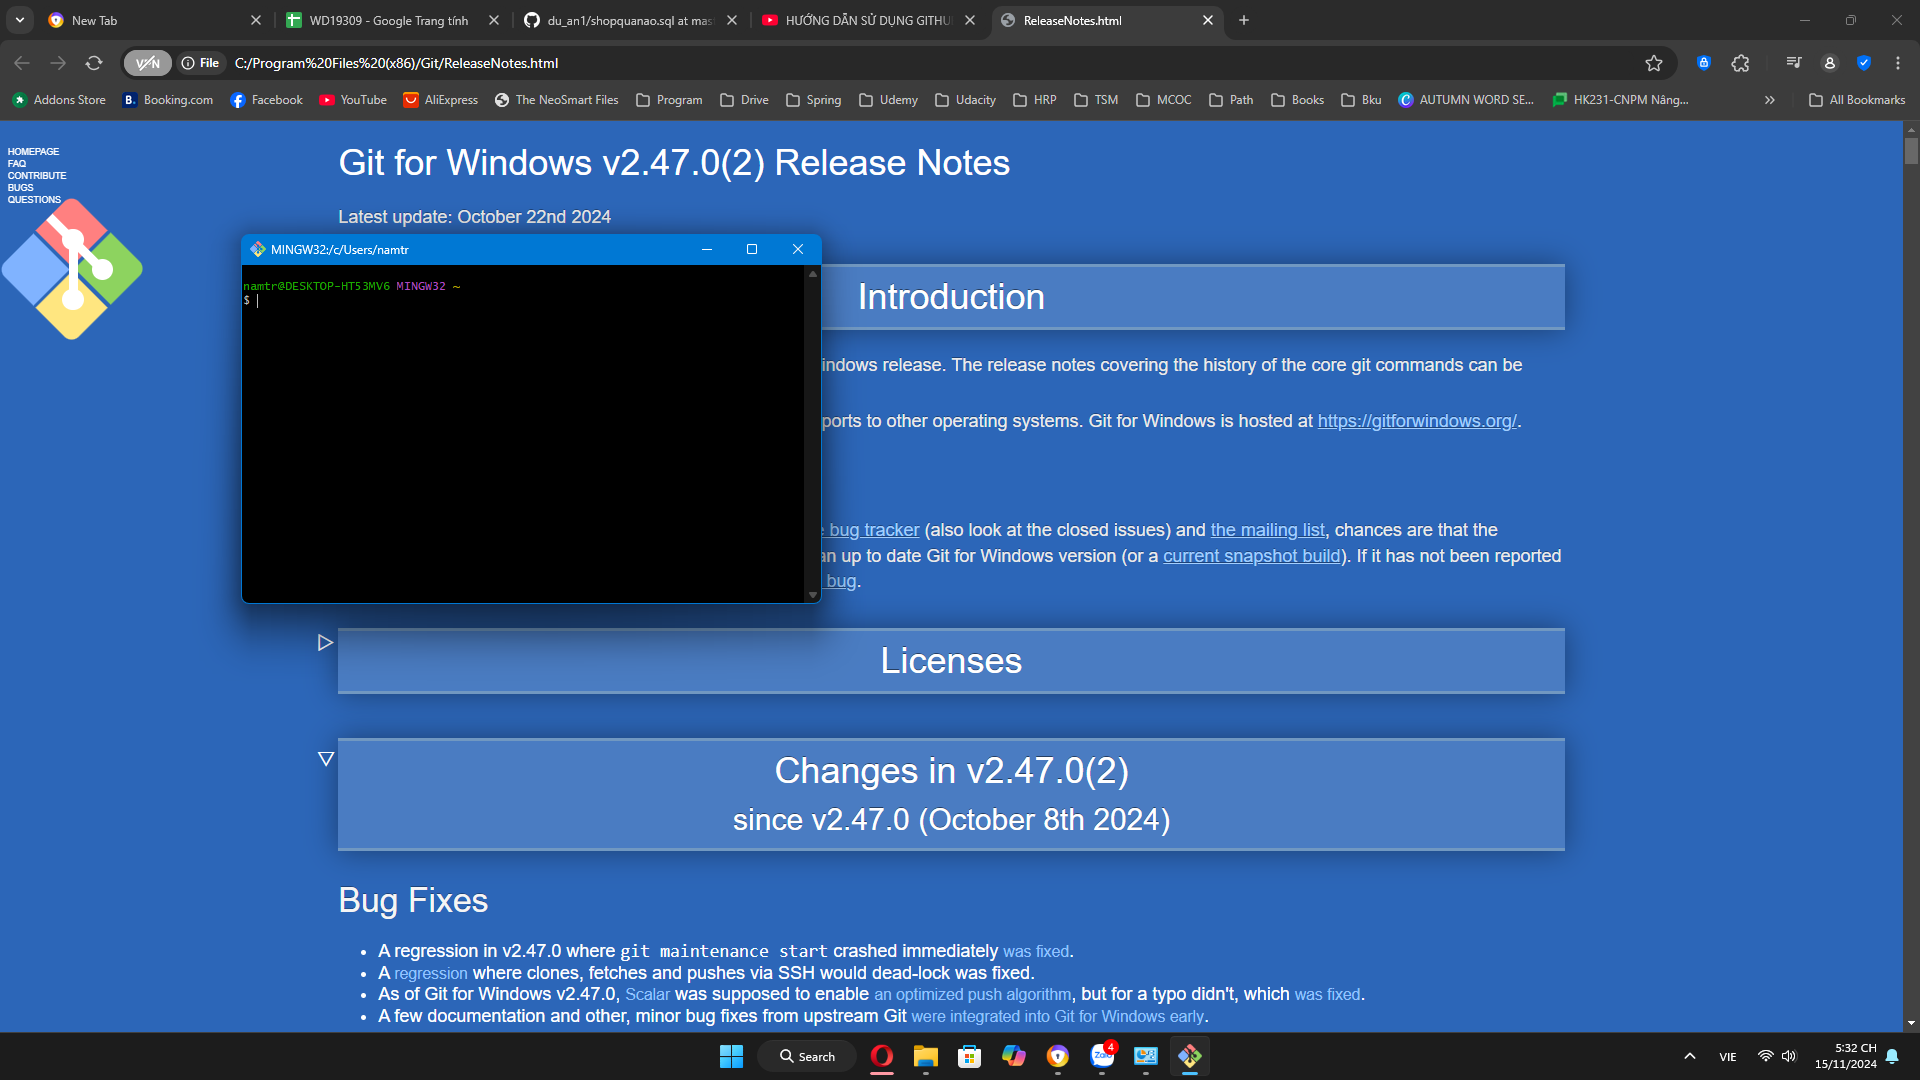 New Tab
WD19309 - Google Trang tính
du_an1/shopquanao.sql at mas
HƯỚNG DẪN SỬ DỤNG GITHU
ReleaseNotes.html
VPN
File
C:/Program%20Files%20(x86)/Git/ReleaseNotes.html
Addons Store
Booking.com
Facebook
YouTube
AliExpress
The NeoSmart Files
Program
Drive
Spring
Udemy
Udacity
HRP
TSM
MCOC
Path
Books
Bku
AUTUMN WORD SE...
HK231-CNPM Nâng...
All Bookmarks
HOMEPAGE
FAQ
CONTRIBUTE
BUGS
QUESTIONS
Git for Windows v2.47.0(2) Release Notes
Latest update: October 22nd 2024
MINGW32:/c/Users/namtr
namtr@DESKTOP-HT53MV6 MINGW32 ~
$
Introduction
indows release. The release notes covering the history of the core git commands can be
ports to other operating systems. Git for Windows is hosted at https://gitforwindows.org/.
e bug tracker (also look at the closed issues) and the mailing list, chances are that the
an up to date Git for Windows version (or a current snapshot build). If it has not been reported
bug.
Licenses
Changes in v2.47.0(2)
since v2.47.0 (October 8th 2024)
Bug Fixes
• A regression in v2.47.0 where git maintenance start crashed immediately was fixed.
• A regression where clones, fetches and pushes via SSH would dead-lock was fixed.
• As of Git for Windows v2.47.0, Scalar was supposed to enable an optimized push algorithm, but for a typo didn't, which was fixed.
• A few documentation and other, minor bug fixes from upstream Git were integrated into Git for Windows early.
Search
Zalo
4
VIE
5:32 CH
15/11/2024